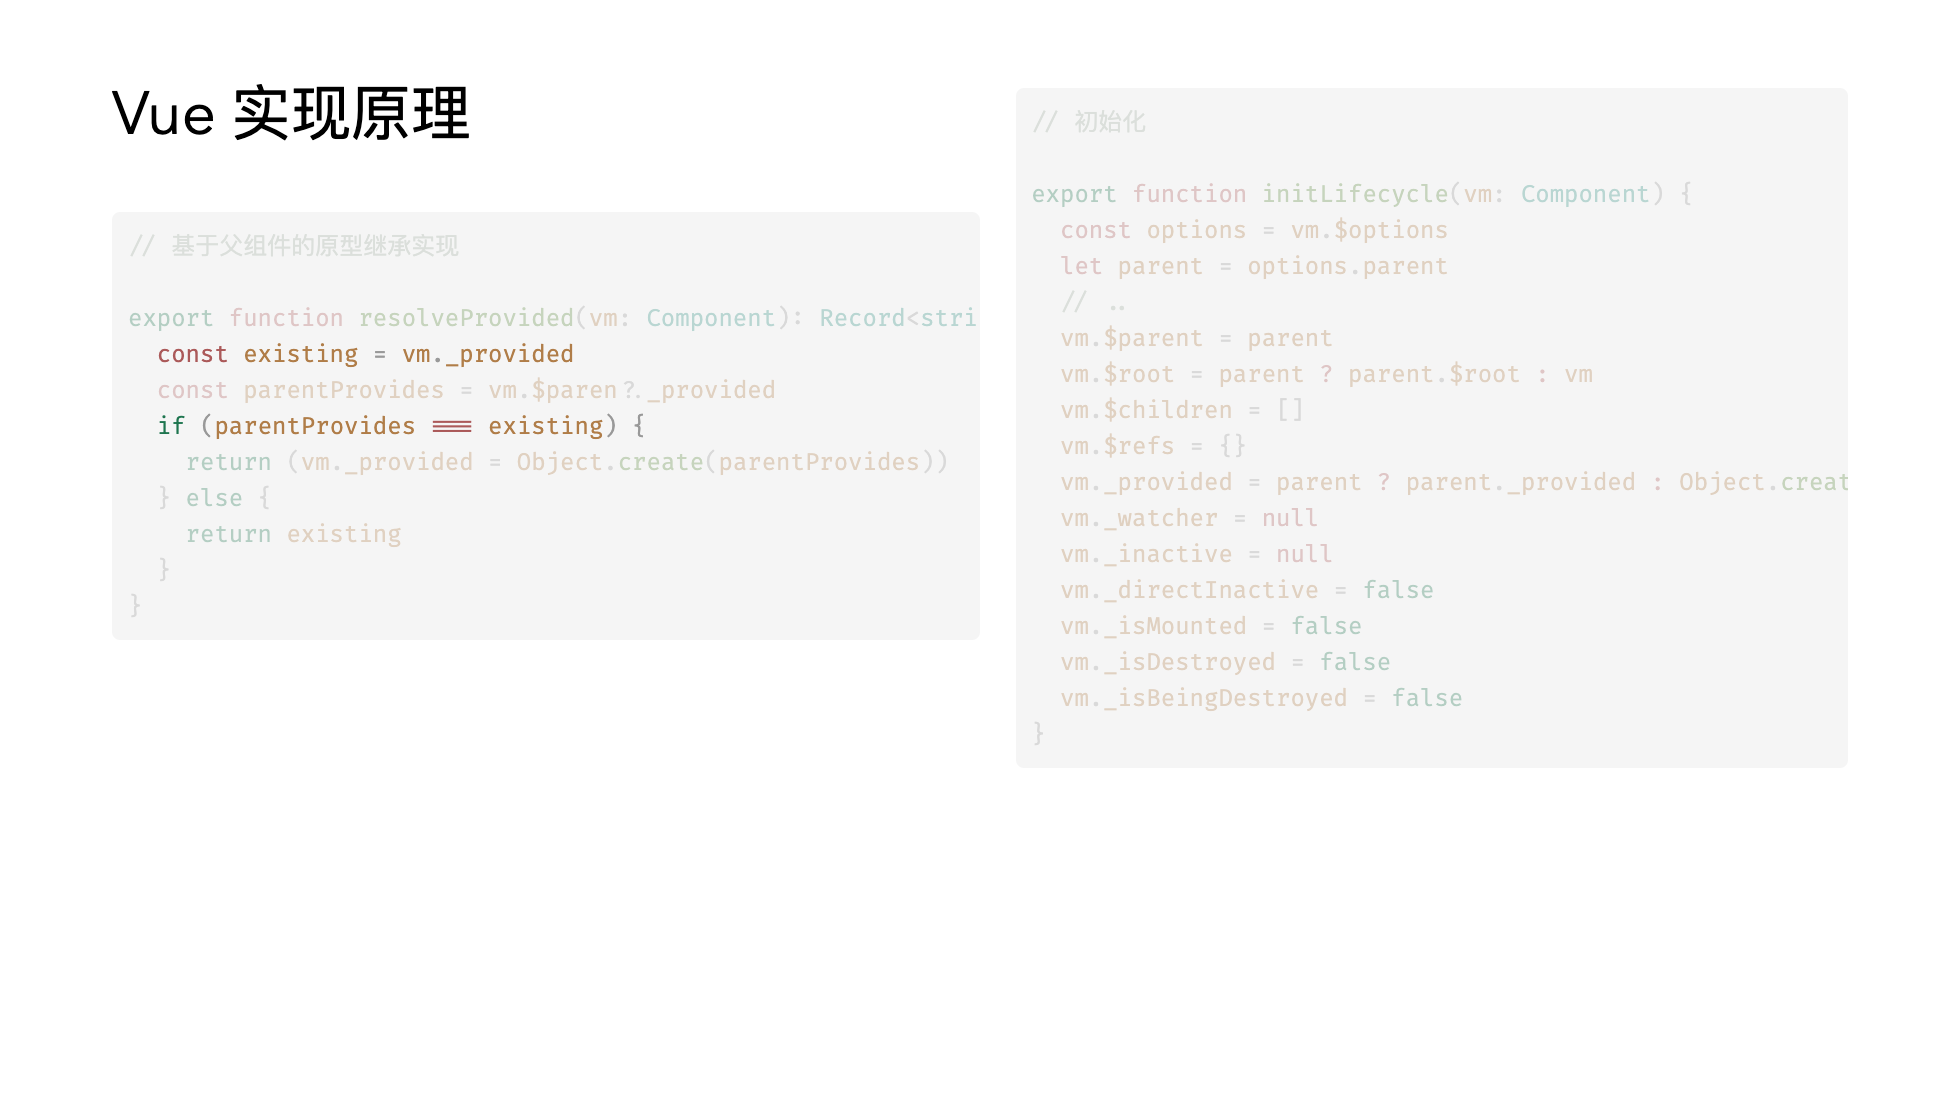 Vue 实现原理
// 基于父组件的原型继承实现
export function resolveProvided(vm: Component): Record<stri
const existing = vm._provided
const parentProvides = vm.$paren?._provided
if (parentProvides === existing) {
return (vm._provided = Object.create(parentProvides))
} else {
return existing
}
}
// 初始化
export function initLifecycle(vm: Component) {
const options = vm.$options
let parent = options.parent
// ..
vm.$parent = parent
vm.$root = parent ? parent.$root : vm
vm.$children = []
vm.$refs = {}
vm._provided = parent ? parent._provided : Object.creat
vm._watcher = null
vm._inactive = null
vm._directInactive = false
vm._isMounted = false
vm._isDestroyed = false
vm._isBeingDestroyed = false
}